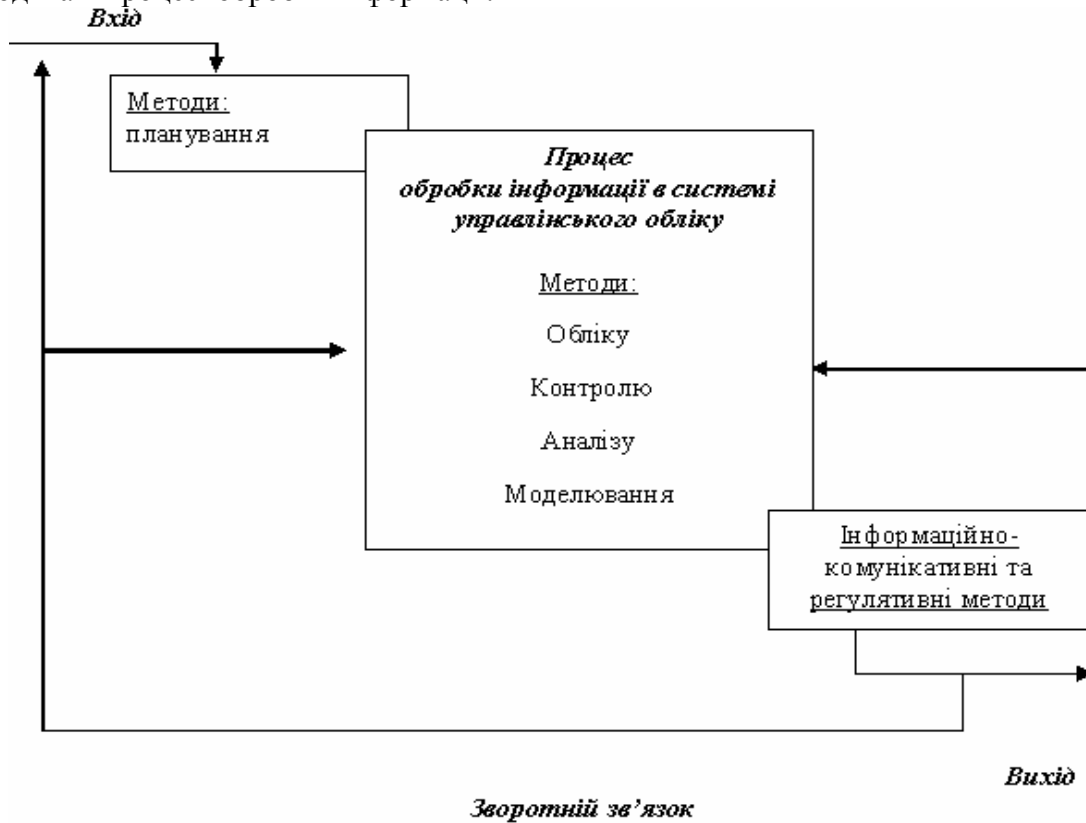 Вхід
Методи:
планування
Процес
обробки інформації в системі
управлінського обліку
Методи:
Обліку
Контролю
Аналізу
Моделювання
Інформаційно-
комунікативні та
регулятивні методи
Вихід
Зворотній зв’язок